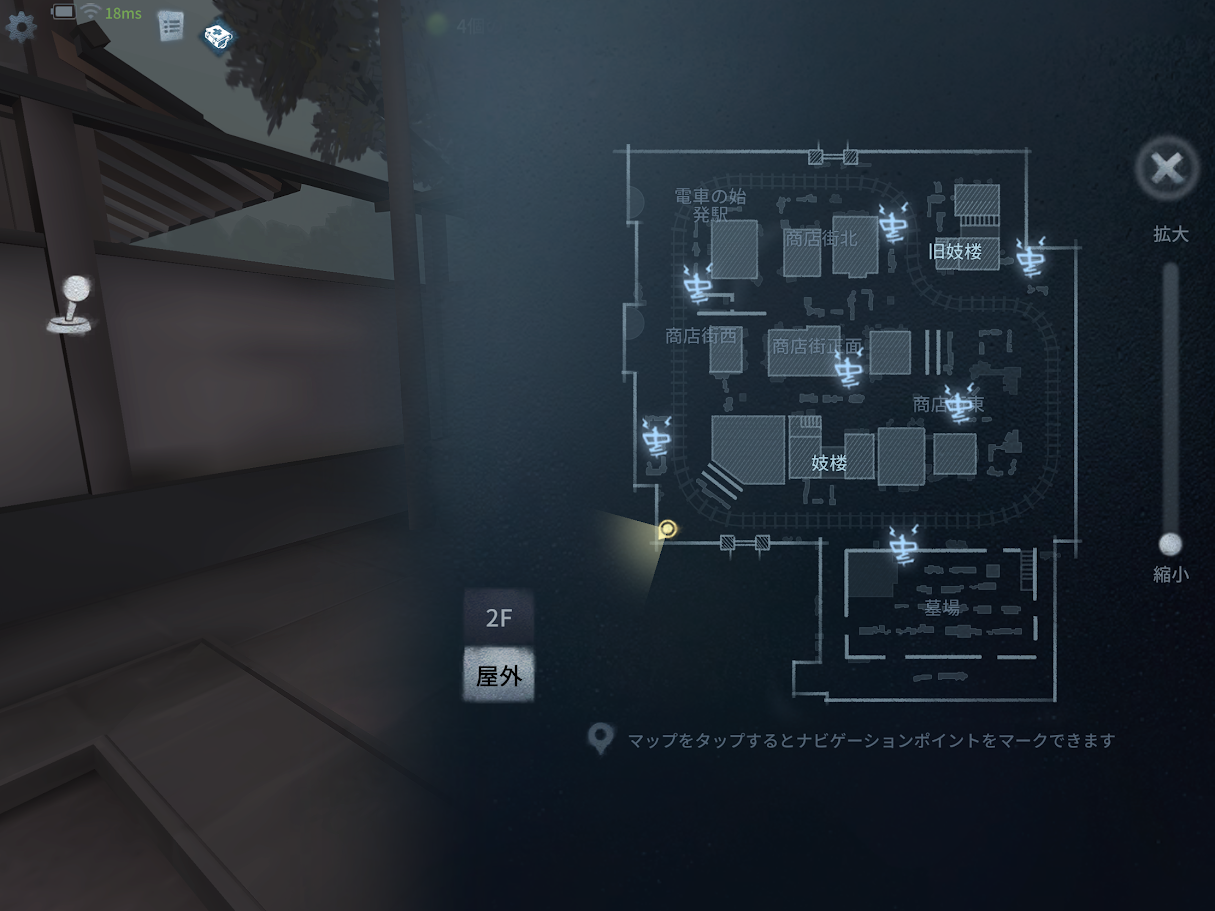 18ms
4個
電車の始
発駅
商店街北
旧妓楼
拡大
商店街西
商店街正面
商店街東
妓楼
縮小
墓場
2F
屋外
マップをタップするとナビゲーションポイントをマークできます